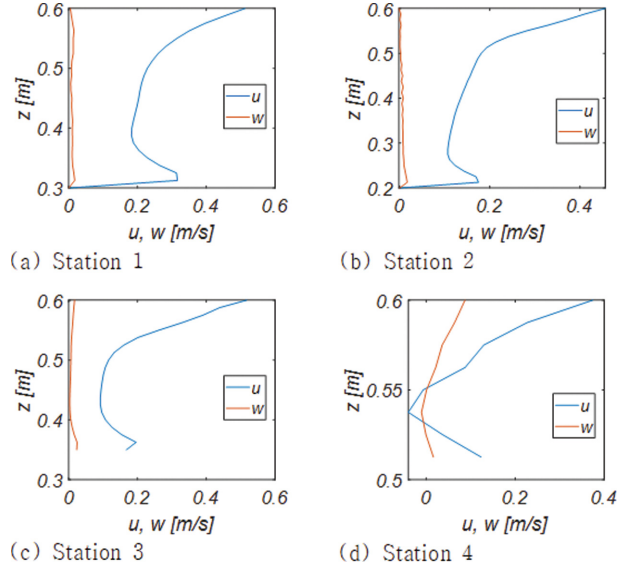 0.6
0.5
0.4
0.3
z [m]
0
0.2
0.4
0.6
u, w [m/s]
u
w
(a) Station 1
0.6
0.5
0.4
0.3
0.2
z [m]
0
0.2
0.4
u, w [m/s]
u
w
(b) Station 2
0.6
0.5
0.4
0.3
z [m]
0
0.2
0.4
0.6
u, w [m/s]
u
w
(c) Station 3
0.6
0.55
0.5
z [m]
0
0.2
0.4
u, w [m/s]
u
w
(d) Station 4